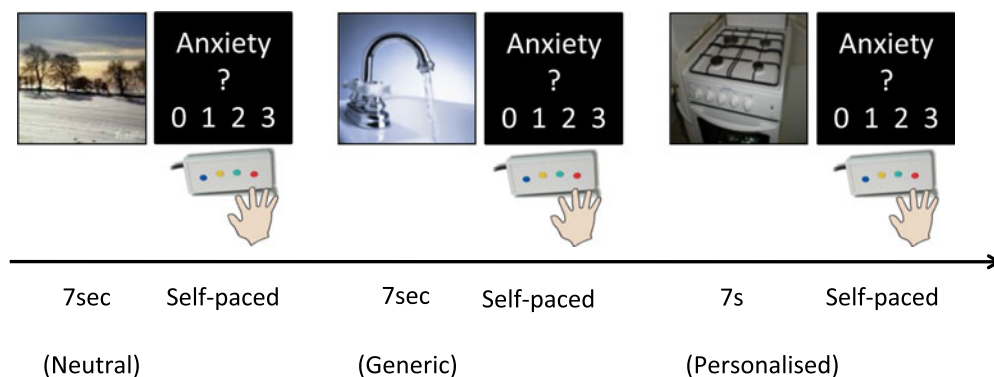 Anxiety
?
0 1 2 3
Anxiety
?
0 1 2 3
Anxiety
?
0 1 2 3
7sec Self-paced 7sec Self-paced 7s Self-paced
(Neutral) (Generic) (Personalised)